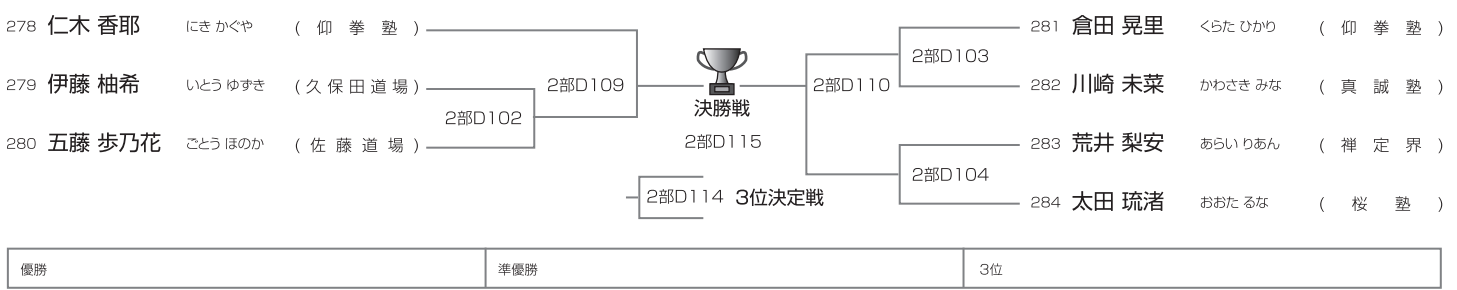 278 仁木 香耶 にき かぐや (仰拳塾)
279 伊藤 柚希 いとう ゆずき (久保田道場)
280 五藤 歩乃花 ごとう ほのか (佐藤道場)
2部D102
2部D109
決勝戦
2部D115
2部D114 3位決定戦
2部D103
2部D110
2部D104
281 倉田 晃里 くらた ひかり (仰拳塾)
282 川崎 未菜 かわさき みな (真誠塾)
283 荒井 梨安 あらい りあん (禅定界)
284 太田 琉渚 おおた るな (桜塾)
優勝 準優勝 3位